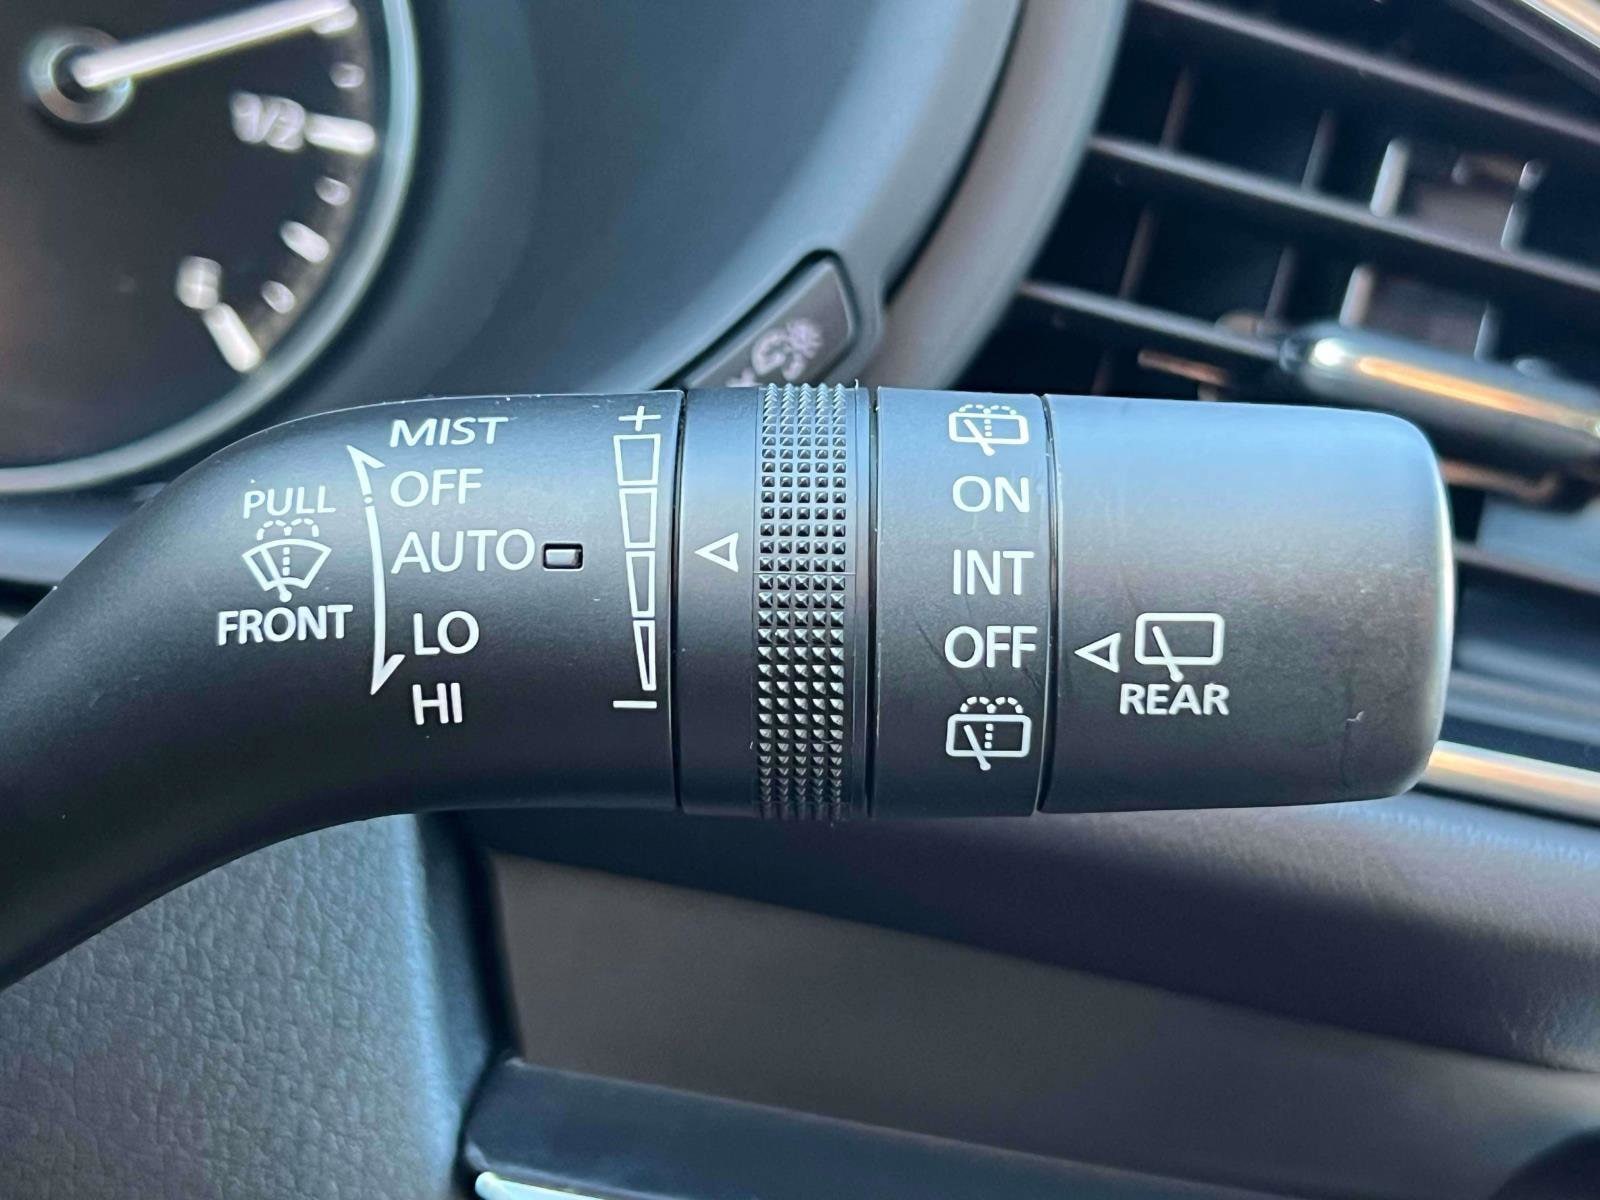 1/2
MIST
OFF
AUTO
LO
HI
PULL
FRONT
+
−
ON
INT
OFF
REAR